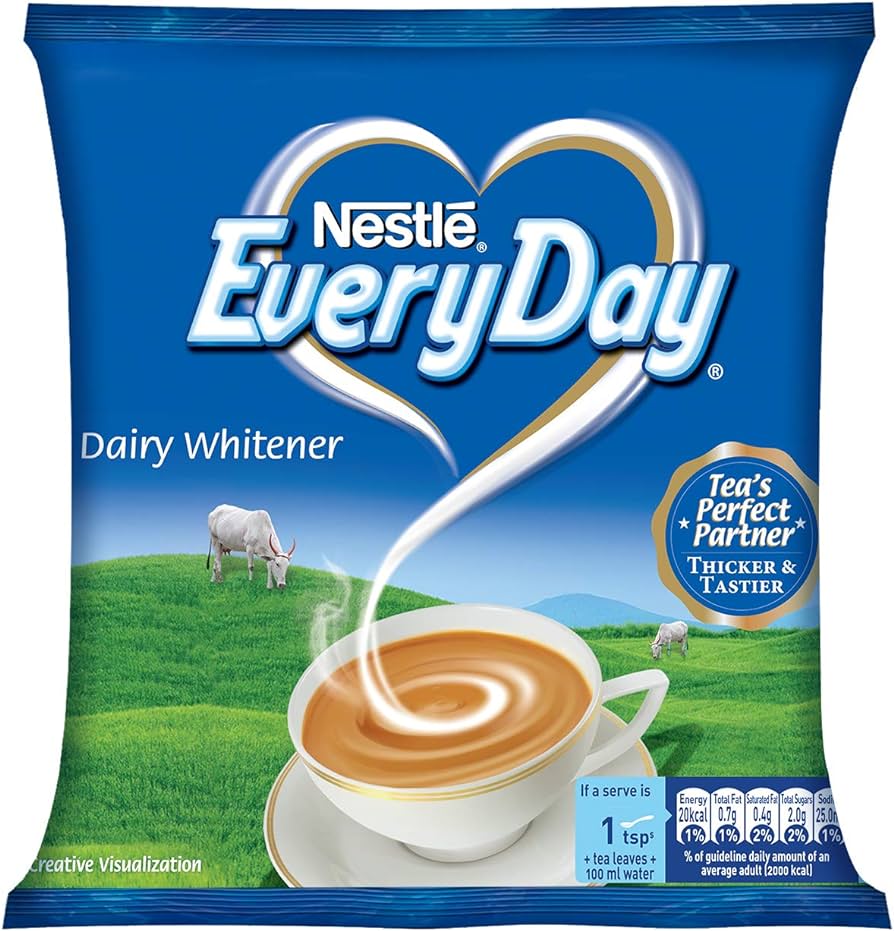 Nestlé®
EveryDay®
Dairy Whitener
Tea's
Perfect
Partner
THICKER &
TASTIER
If a serve is
1 tspˢ
+ tea leaves +
100 ml water
Energy Total Fat Saturated Fat Total Sugars
20kcal 0.7g 0.4g 2.0g
1% 1% 2% 2% 1%
% of guideline daily amount of an
average adult (2000 kcal)
Creative Visualization